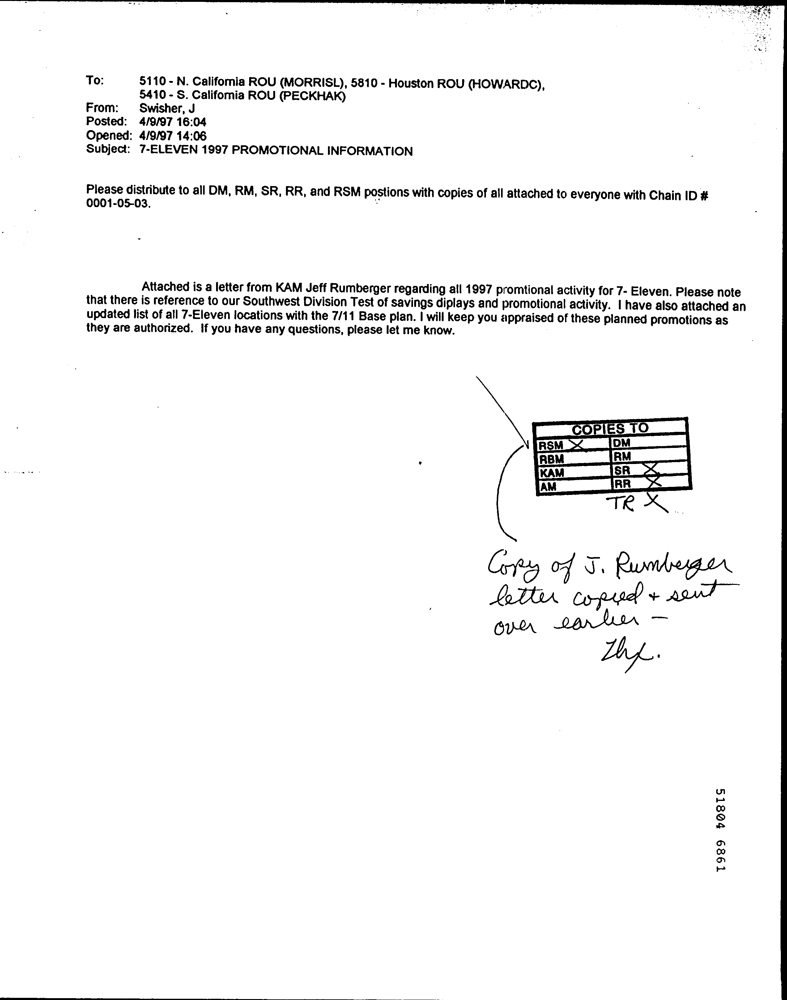 To: 5110 - N. California ROU (MORRISL), 5810 - Houston ROU (HOWARDC),
5410 - S. California ROU (PECKHAK)
From: Swisher, J
Posted: 4/9/97 16:04
Opened: 4/9/97 14:06
Subject: 7-ELEVEN 1997 PROMOTIONAL INFORMATION
Please distribute to all DM, RM, SR, RR, and RSM postions with copies of all attached to everyone with Chain ID #
0001-05-03.
Attached is a letter from KAM Jeff Rumberger regarding all 1997 promtional activity for 7- Eleven. Please note
that there is reference to our Southwest Division Test of savings diplays and promotional activity. I have also attached an
updated list of all 7-Eleven locations with the 7/11 Base plan. I will keep you appraised of these planned promotions as
they are authorized. If you have any questions, please let me know.
COPIES TO
RSM X DM
RBM RM
KAM SR X
AM RR X
TR X
Copy of J. Rumberger
letter copied + sent
over earlier -
Thx.
51804 6861